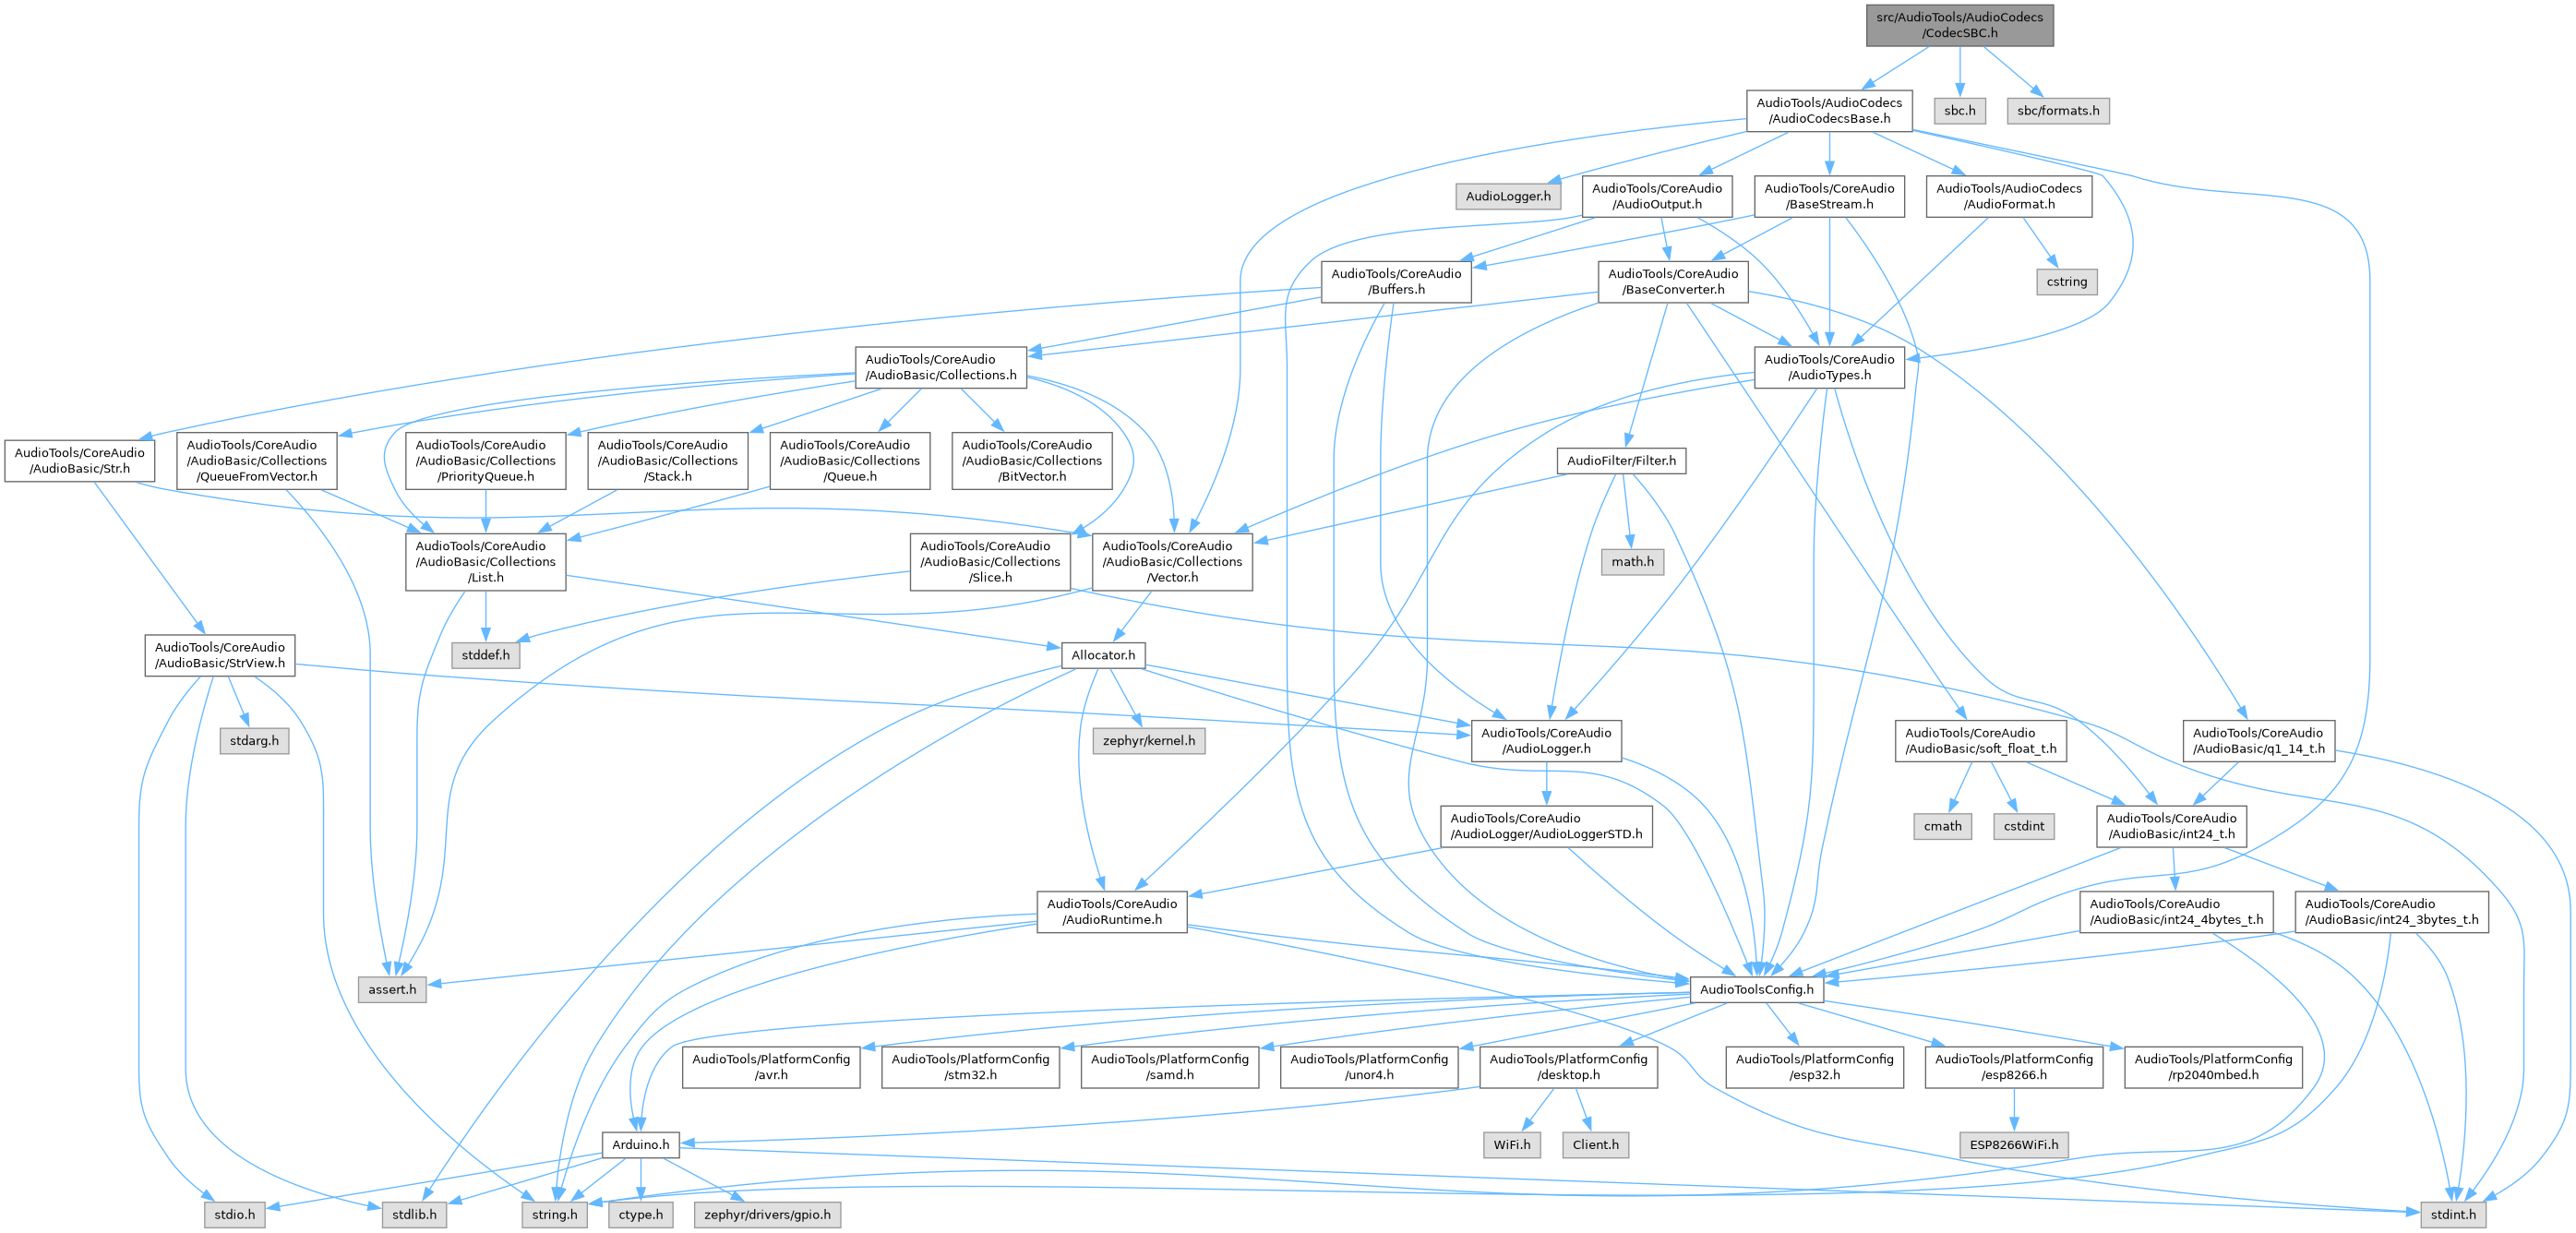 src/AudioTools/AudioCodecs
/CodecSBC.h
AudioTools/AudioCodecs
/AudioCodecsBase.h
sbc.h
sbc/formats.h
AudioLogger.h
AudioTools/CoreAudio
/AudioOutput.h
AudioTools/CoreAudio
/BaseStream.h
AudioTools/AudioCodecs
/AudioFormat.h
AudioTools/CoreAudio
/Buffers.h
AudioTools/CoreAudio
/BaseConverter.h
cstring
AudioTools/CoreAudio
/AudioBasic/Collections.h
AudioTools/CoreAudio
/AudioTypes.h
AudioTools/CoreAudio
/AudioBasic/Str.h
AudioTools/CoreAudio
/AudioBasic/Collections
/QueueFromVector.h
AudioTools/CoreAudio
/AudioBasic/Collections
/PriorityQueue.h
AudioTools/CoreAudio
/AudioBasic/Collections
/Stack.h
AudioTools/CoreAudio
/AudioBasic/Collections
/Queue.h
AudioTools/CoreAudio
/AudioBasic/Collections
/BitVector.h
AudioFilter/Filter.h
AudioTools/CoreAudio
/AudioBasic/Collections
/List.h
AudioTools/CoreAudio
/AudioBasic/Collections
/Slice.h
AudioTools/CoreAudio
/AudioBasic/Collections
/Vector.h
math.h
AudioTools/CoreAudio
/AudioBasic/StrView.h
stddef.h
Allocator.h
stdarg.h
zephyr/kernel.h
AudioTools/CoreAudio
/AudioLogger.h
AudioTools/CoreAudio
/AudioBasic/soft_float_t.h
AudioTools/CoreAudio
/AudioBasic/q1_14_t.h
AudioTools/CoreAudio
/AudioLogger/AudioLoggerSTD.h
cmath
cstdint
AudioTools/CoreAudio
/AudioBasic/int24_t.h
AudioTools/CoreAudio
/AudioRuntime.h
AudioTools/CoreAudio
/AudioBasic/int24_4bytes_t.h
AudioTools/CoreAudio
/AudioBasic/int24_3bytes_t.h
assert.h
AudioToolsConfig.h
AudioTools/PlatformConfig
/avr.h
AudioTools/PlatformConfig
/stm32.h
AudioTools/PlatformConfig
/samd.h
AudioTools/PlatformConfig
/unor4.h
AudioTools/PlatformConfig
/desktop.h
AudioTools/PlatformConfig
/esp32.h
AudioTools/PlatformConfig
/esp8266.h
AudioTools/PlatformConfig
/rp2040mbed.h
Arduino.h
WiFi.h
Client.h
ESP8266WiFi.h
stdio.h
stdlib.h
string.h
ctype.h
zephyr/drivers/gpio.h
stdint.h